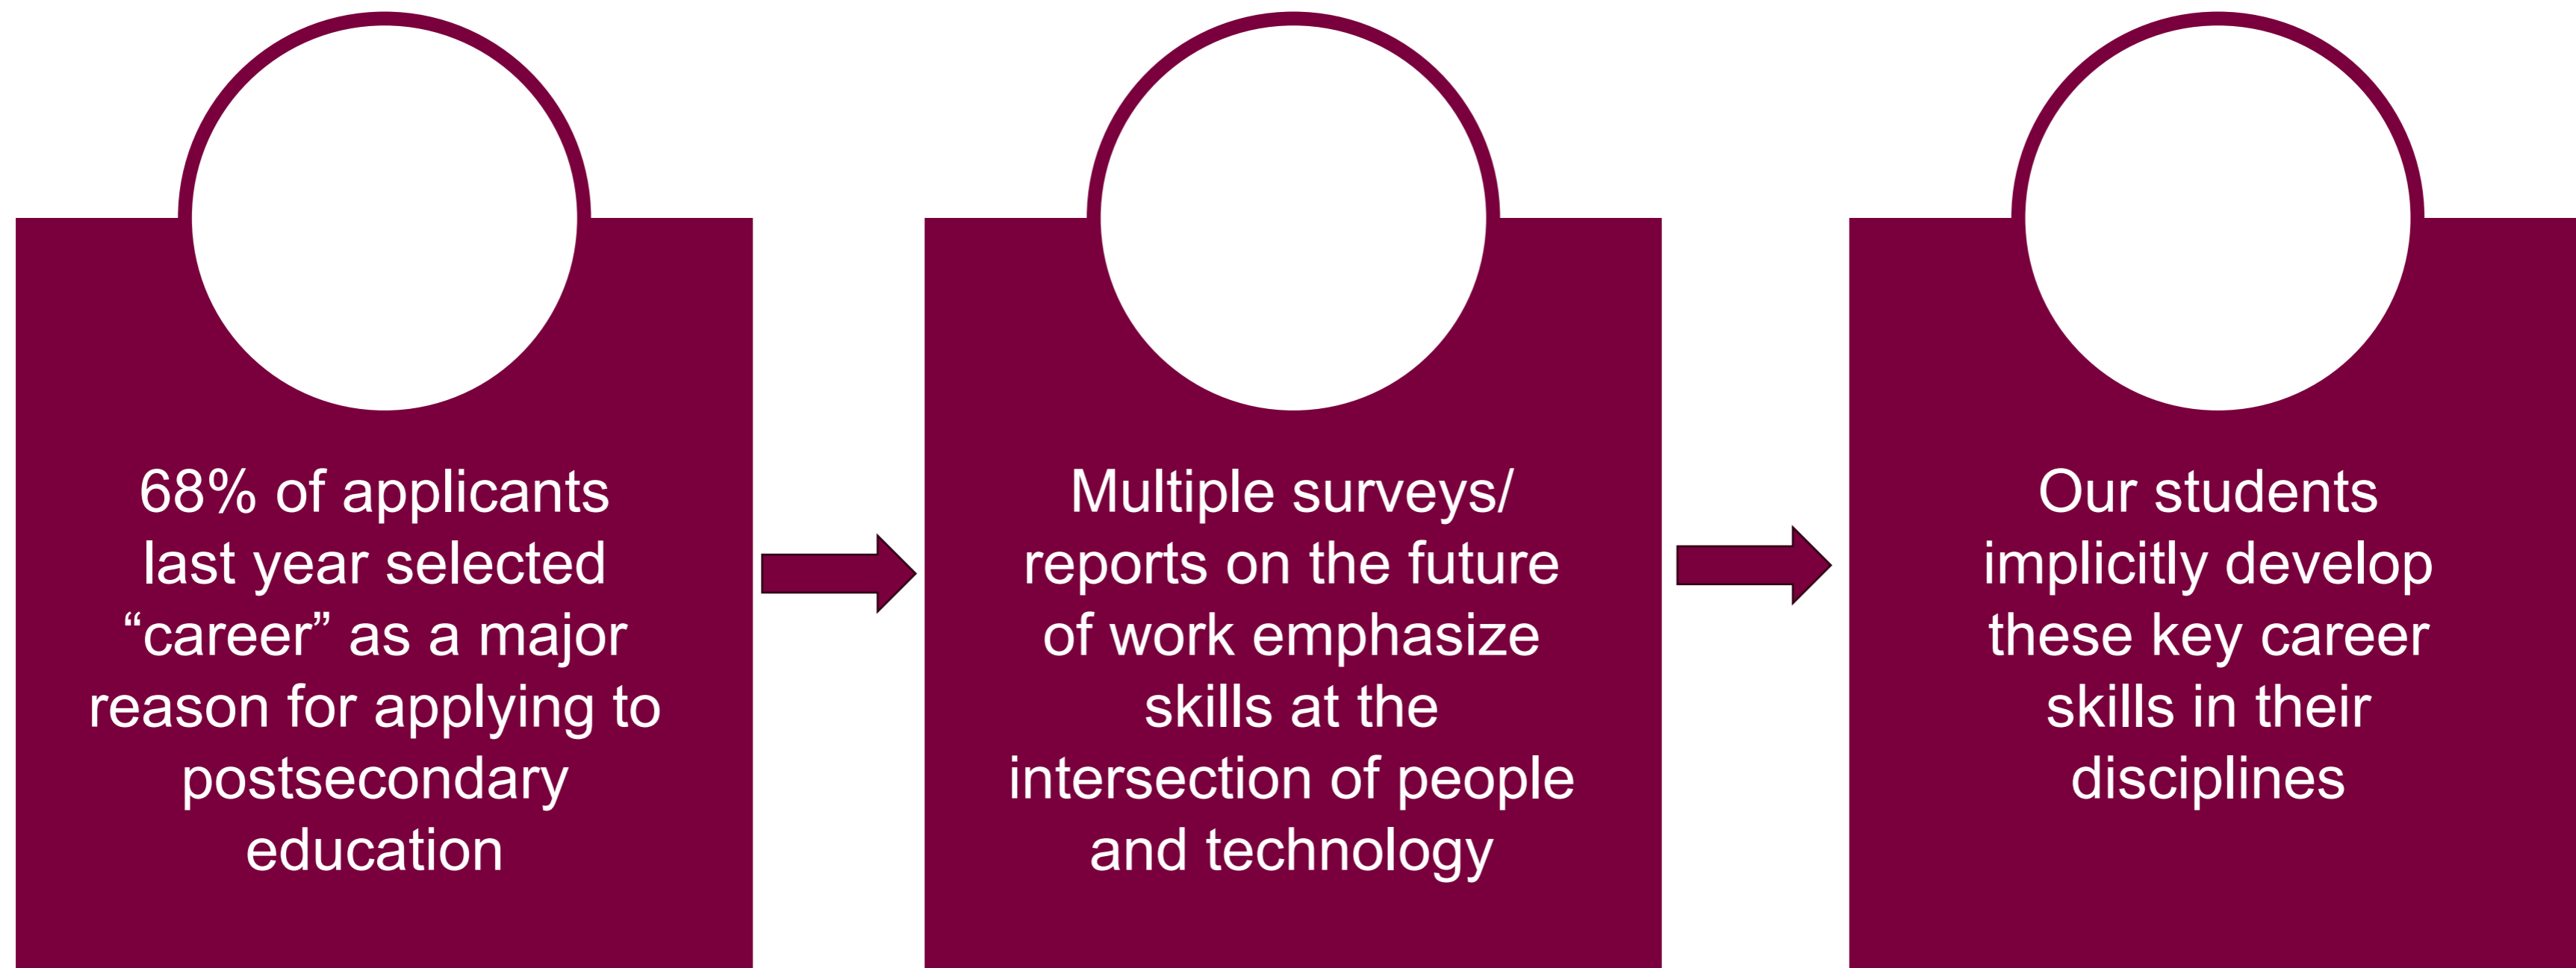 68% of applicants
last year selected
“career” as a major
reason for applying to
postsecondary
education
Multiple surveys/
reports on the future
of work emphasize
skills at the
intersection of people
and technology
Our students
implicitly develop
these key career
skills in their
disciplines